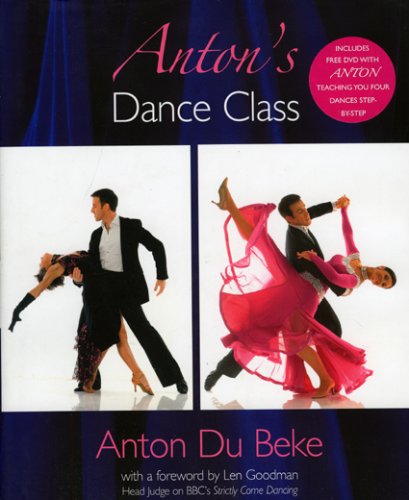 Anton's
Dance Class
INCLUDES
FREE DVD WITH
ANTON
TEACHING YOU FOUR
DANCES STEP-
BY-STEP
Anton Du Beke
with a foreword by Len Goodman
Head Judge on BBC's Strictly Come Dancing